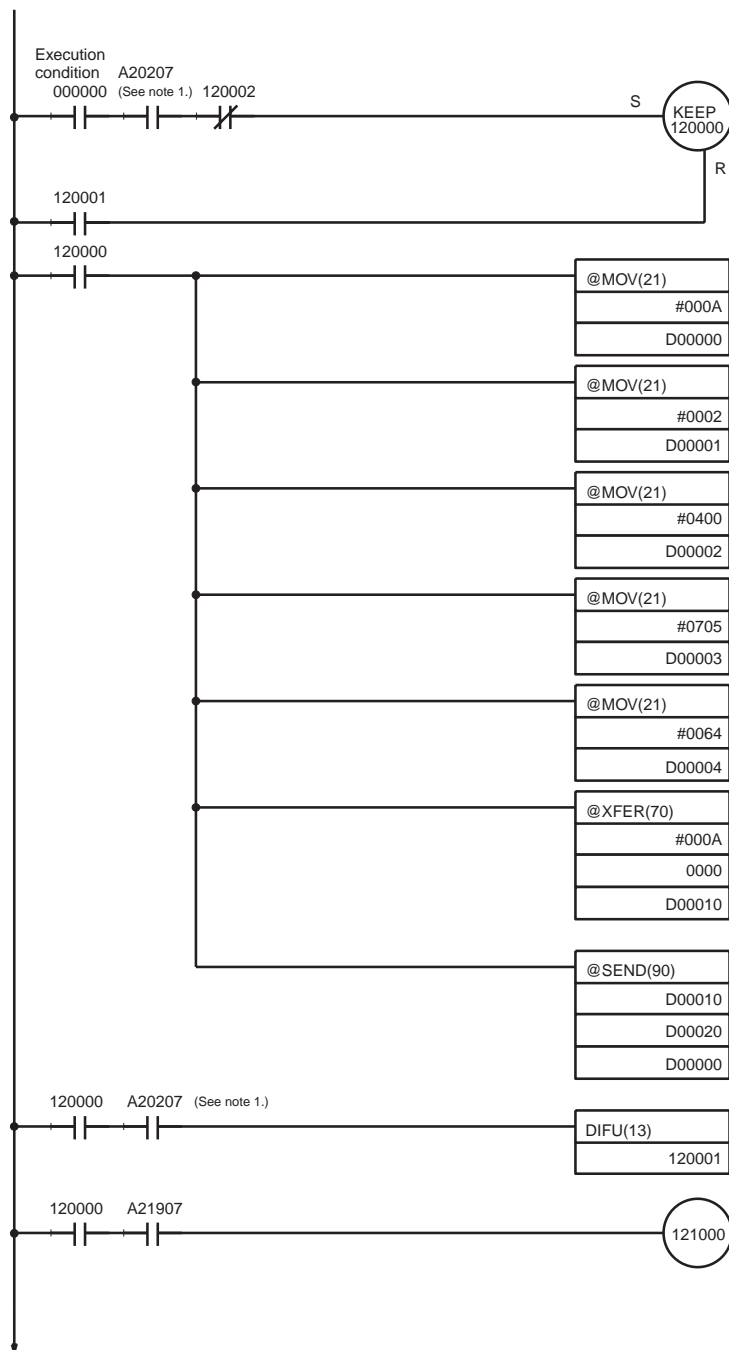 Execution
condition A20207
000000 (See note 1.) 120002
S
KEEP
120000
R
120001
120000
@MOV(21)
#000A
D00000
@MOV(21)
#0002
D00001
@MOV(21)
#0400
D00002
@MOV(21)
#0705
D00003
@MOV(21)
#0064
D00004
@XFER(70)
#000A
0000
D00010
@SEND(90)
D00010
D00020
D00000
120000 A20207 (See note 1.)
DIFU(13)
120001
120000 A21907
121000